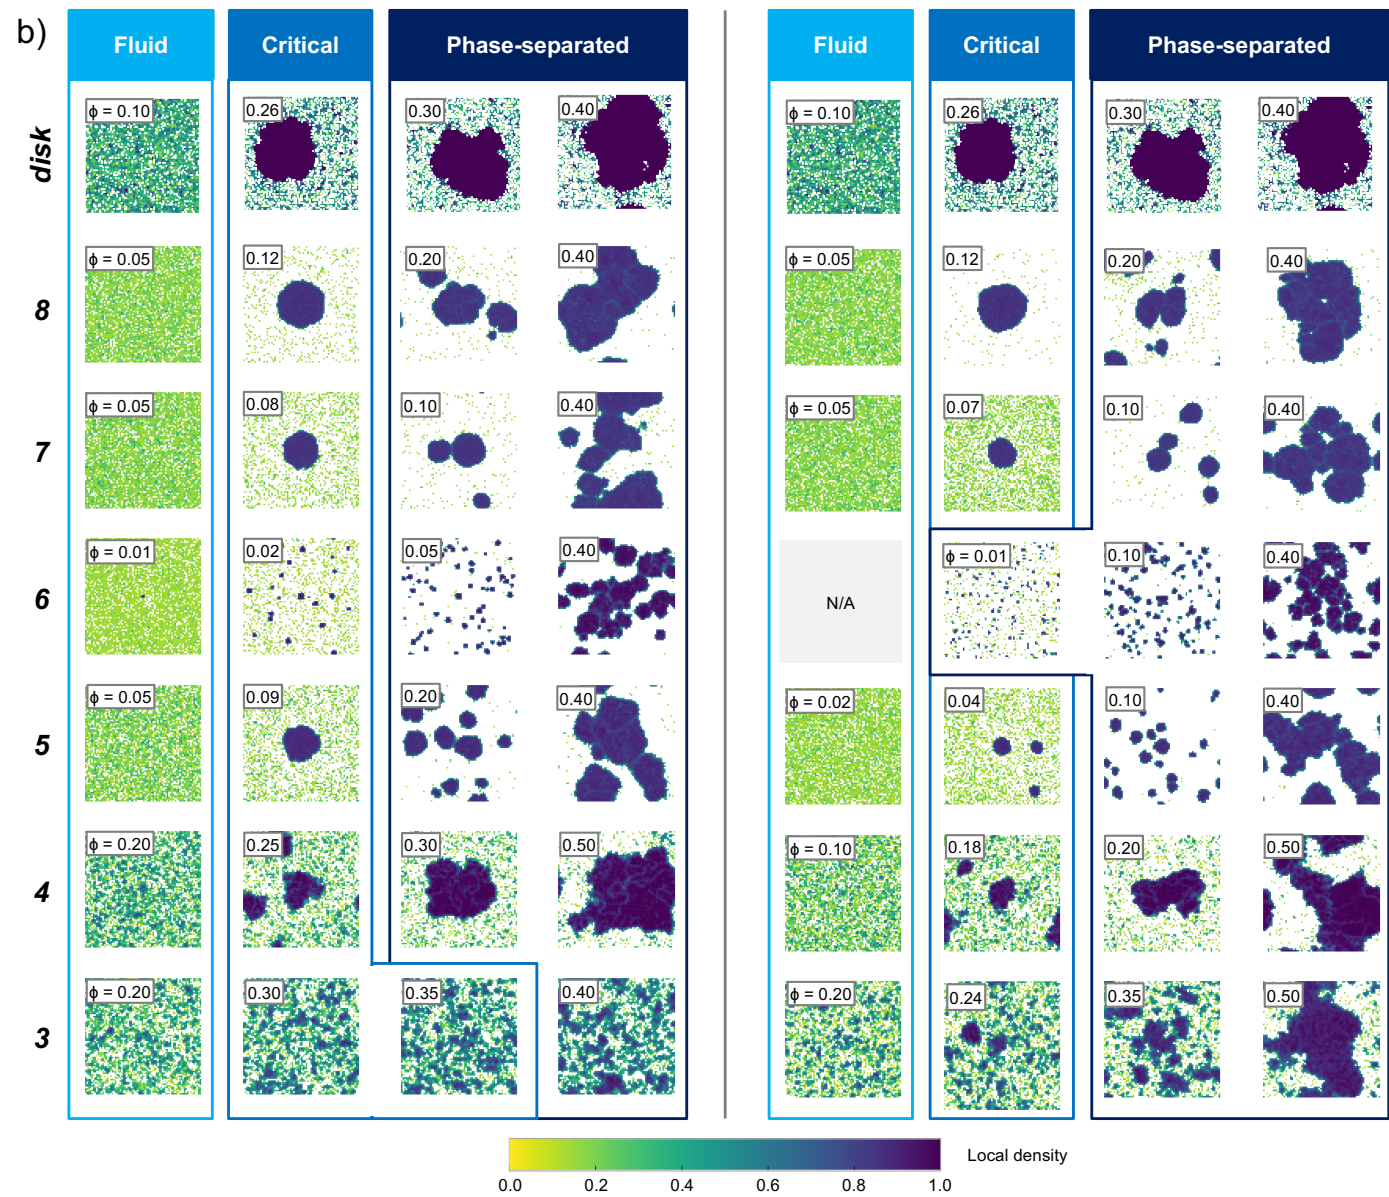 b)
Fluid Critical Phase-separated Fluid Critical Phase-separated
disk ϕ = 0.10 0.26 0.30 0.40 ϕ = 0.10 0.26 0.30 0.40
8 ϕ = 0.05 0.12 0.20 0.40 ϕ = 0.05 0.12 0.20 0.40
7 ϕ = 0.05 0.08 0.10 0.40 ϕ = 0.05 0.07 0.10 0.40
6 ϕ = 0.01 0.02 0.05 0.40 N/A ϕ = 0.01 0.10 0.40
5 ϕ = 0.05 0.09 0.20 0.40 ϕ = 0.02 0.04 0.10 0.40
4 ϕ = 0.20 0.25 0.30 0.50 ϕ = 0.10 0.18 0.20 0.50
3 ϕ = 0.20 0.30 0.35 0.40 ϕ = 0.20 0.24 0.35 0.50
Local density
0.0 0.2 0.4 0.6 0.8 1.0